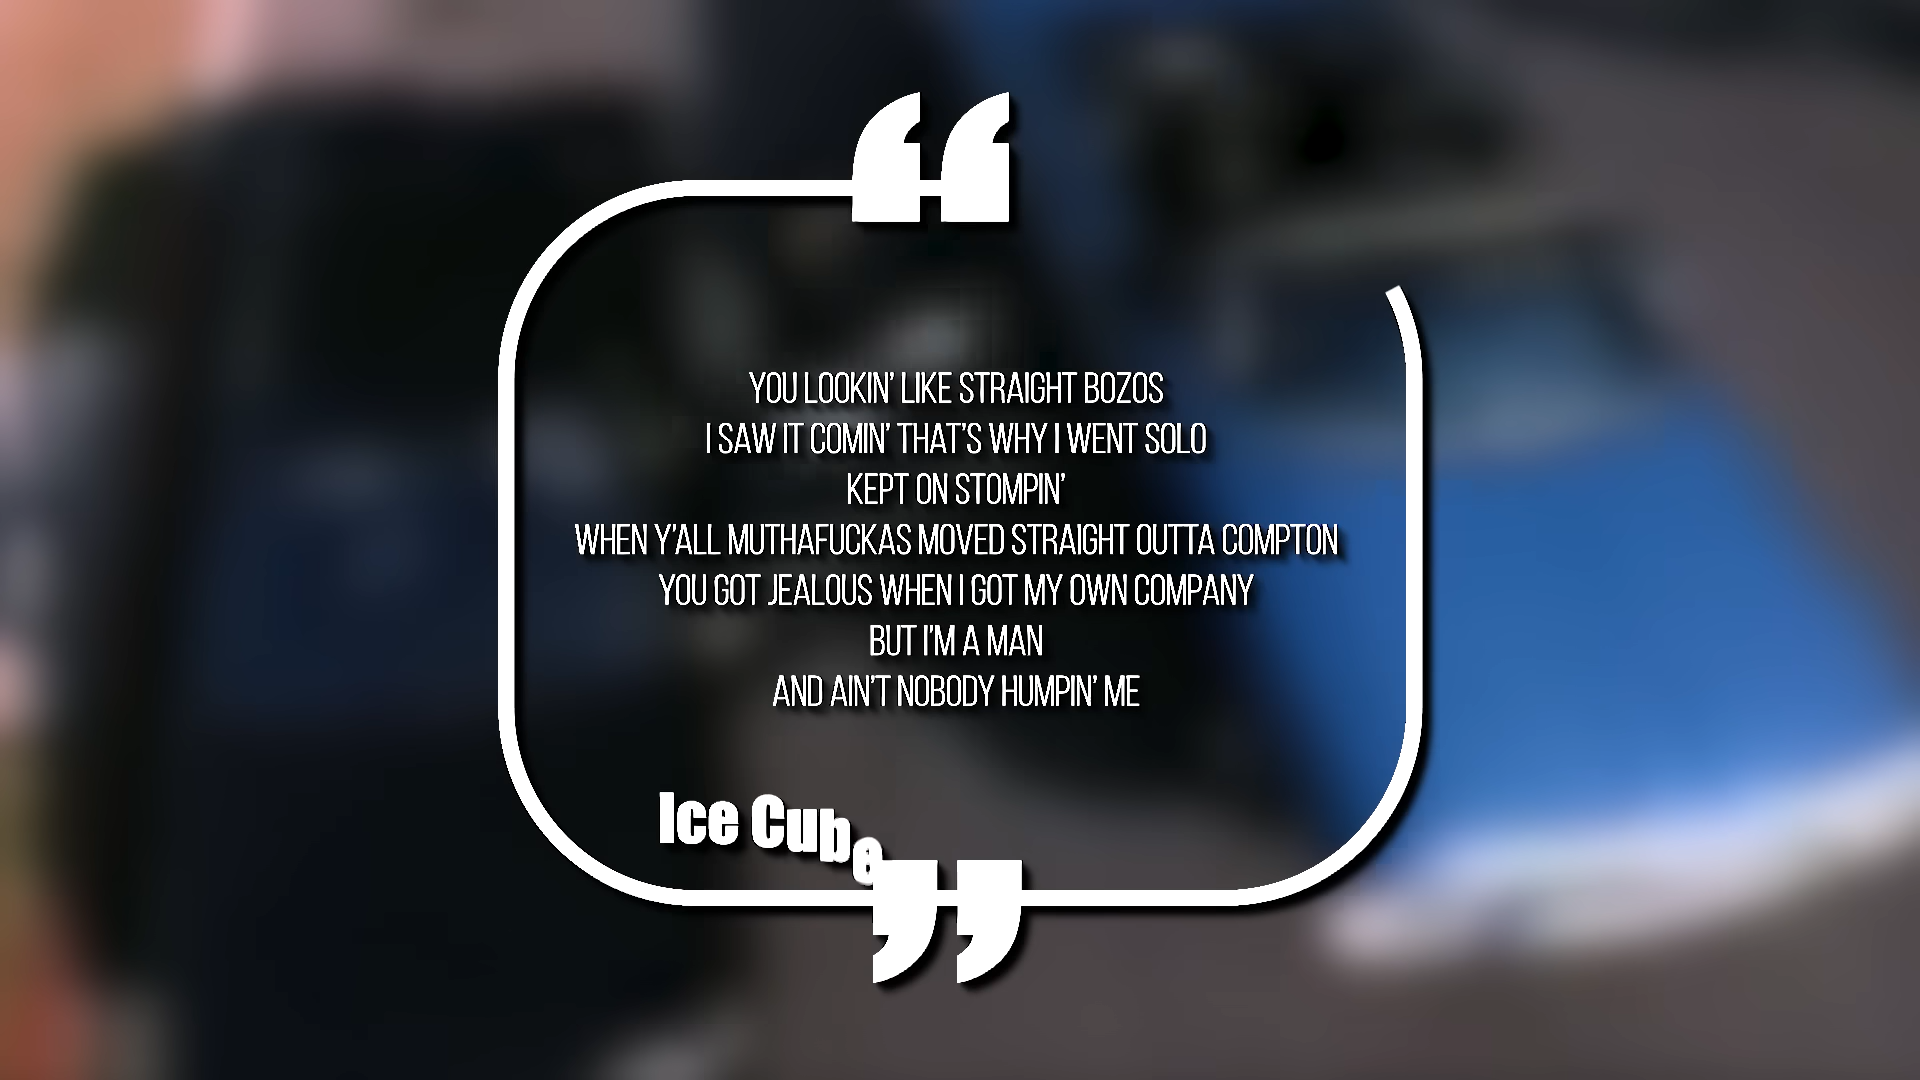 YOU LOOKIN' LIKE STRAIGHT BOZOS
I SAW IT COMIN' THAT'S WHY I WENT SOLO
KEPT ON STOMPIN'
WHEN Y'ALL MUTHAFUCKAS MOVED STRAIGHT OUTTA COMPTON
YOU GOT JEALOUS WHEN I GOT MY OWN COMPANY
BUT I'M A MAN
AND AIN'T NOBODY HUMPIN' ME
Ice Cube